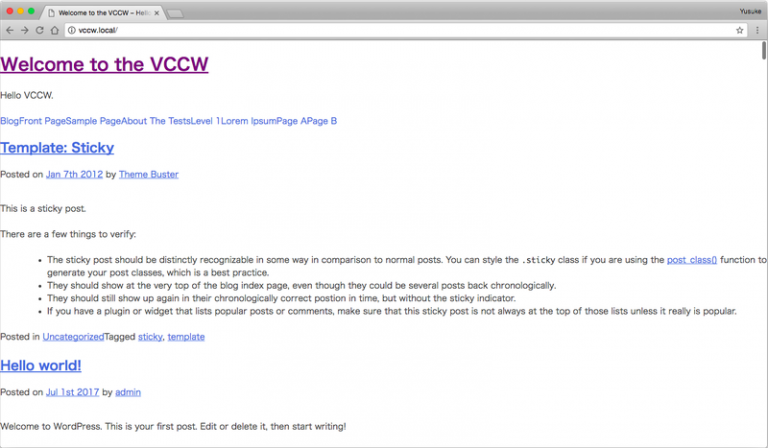 Welcome to the VCCW – Hello
Yusuke
vccw.local/
Welcome to the VCCW
Hello VCCW.
BlogFront PageSample PageAbout The TestsLevel 1Lorem IpsumPage APage B
Template: Sticky
Posted on Jan 7th 2012 by Theme Buster
This is a sticky post.
There are a few things to verify:
• The sticky post should be distinctly recognizable in some way in comparison to normal posts. You can style the .sticky class if you are using the post_class() function to
generate your post classes, which is a best practice.
• They should show at the very top of the blog index page, even though they could be several posts back chronologically.
• They should still show up again in their chronologically correct postion in time, but without the sticky indicator.
• If you have a plugin or widget that lists popular posts or comments, make sure that this sticky post is not always at the top of those lists unless it really is popular.
Posted in UncategorizedTagged sticky, template
Hello world!
Posted on Jul 1st 2017 by admin
Welcome to WordPress. This is your first post. Edit or delete it, then start writing!